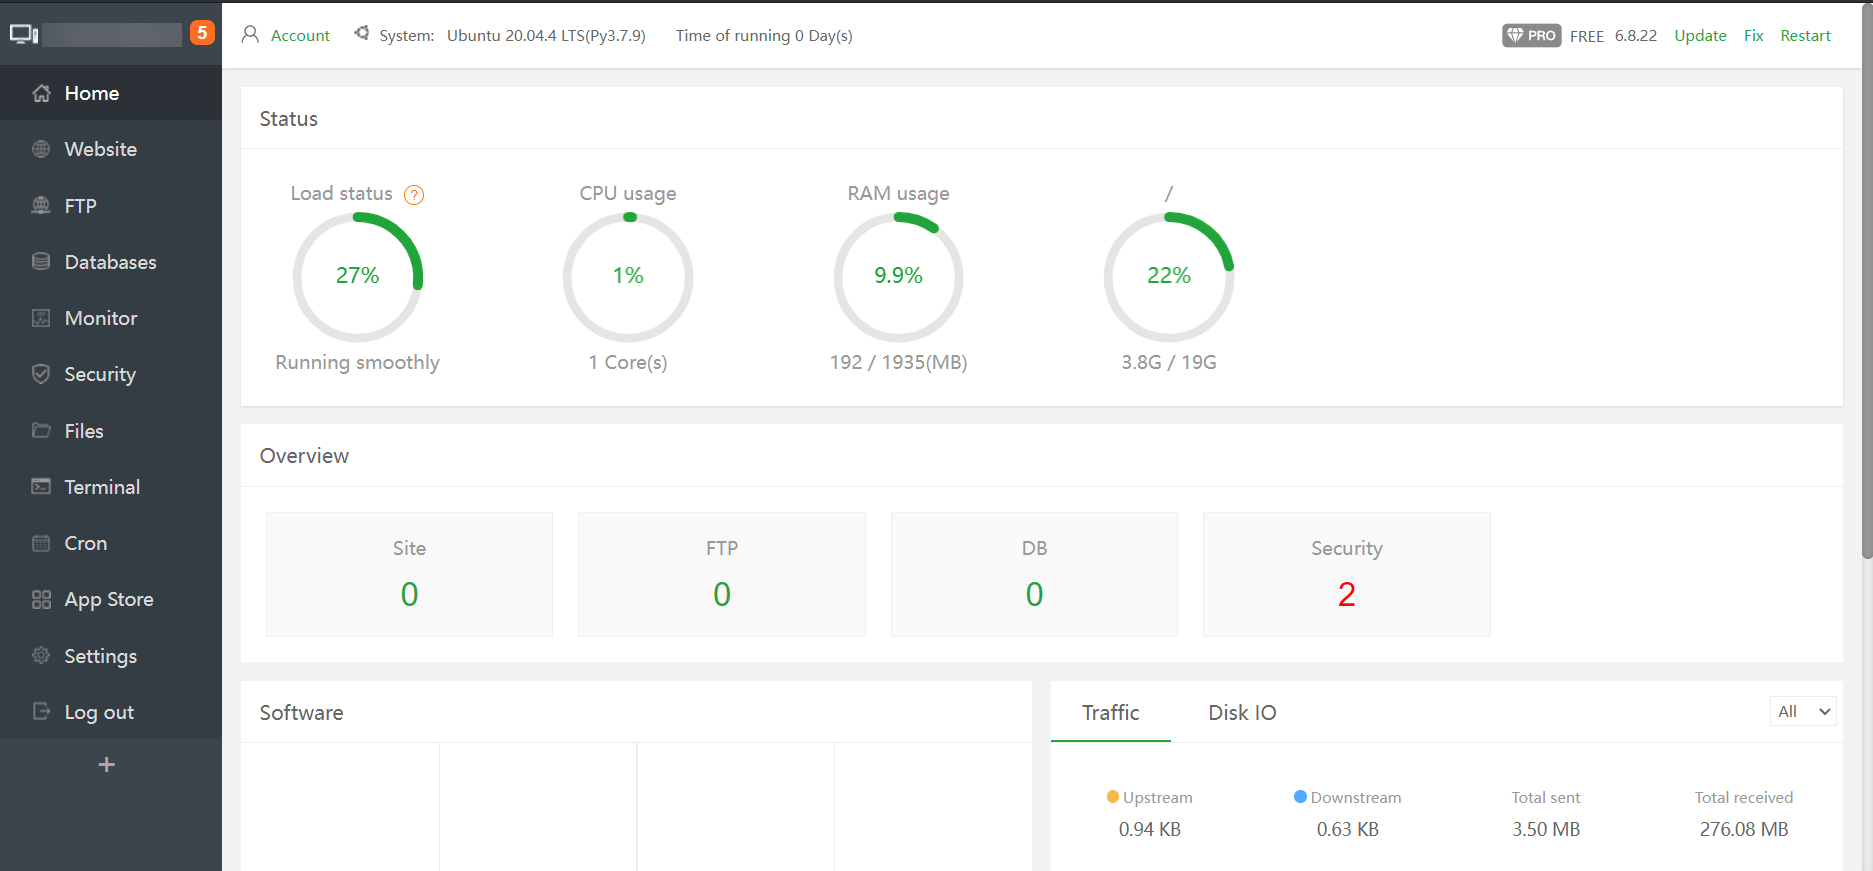 5
Account
System: Ubuntu 20.04.4 LTS(Py3.7.9)
Time of running 0 Day(s)
PRO
FREE 6.8.22
Update
Fix
Restart
Home
Website
FTP
Databases
Monitor
Security
Files
Terminal
Cron
App Store
Settings
Log out
+
Status
Load status ?
27%
Running smoothly
CPU usage
1%
1 Core(s)
RAM usage
9.9%
192 / 1935(MB)
/
22%
3.8G / 19G
Overview
Site
0
FTP
0
DB
0
Security
2
Software
Traffic
Disk IO
All
Upstream
0.94 KB
Downstream
0.63 KB
Total sent
3.50 MB
Total received
276.08 MB